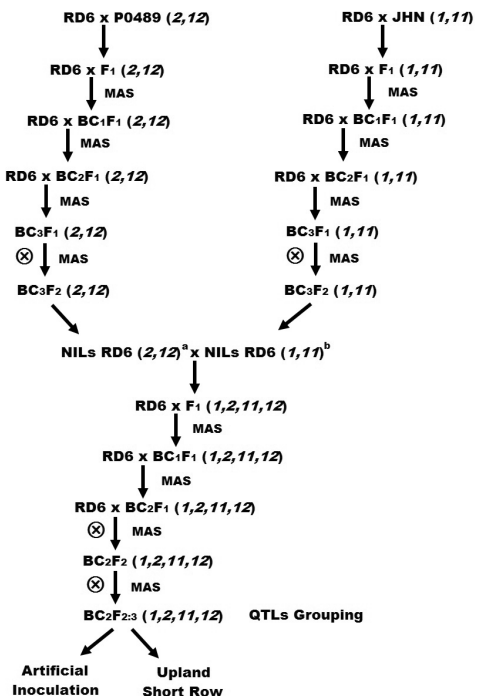 RD6 x P0489 (2,12)
RD6 x F1 (2,12)
MAS
RD6 x BC1F1 (2,12)
MAS
RD6 x BC2F1 (2,12)
MAS
BC3F1 (2,12)
⊗ MAS
BC3F2 (2,12)
RD6 x JHN (1,11)
RD6 x F1 (1,11)
MAS
RD6 x BC1F1 (1,11)
MAS
RD6 x BC2F1 (1,11)
MAS
BC3F1 (1,11)
⊗ MAS
BC3F2 (1,11)
NILs RD6 (2,12)a x NILs RD6 (1,11)b
RD6 x F1 (1,2,11,12)
MAS
RD6 x BC1F1 (1,2,11,12)
MAS
RD6 x BC2F1 (1,2,11,12)
⊗ MAS
BC2F2 (1,2,11,12)
⊗ MAS
BC2F2:3 (1,2,11,12) QTLs Grouping
Artificial
Inoculation
Upland
Short Row